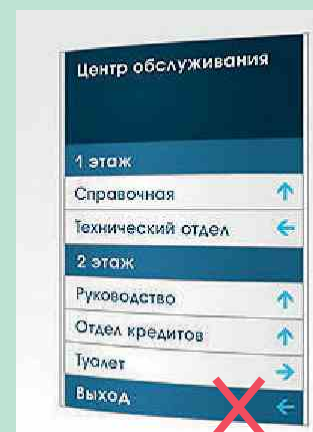 Центр обслуживания
1 этаж
Справочная ↑
Технический отдел ←
2 этаж
Руководство ↑
Отдел кредитов ↑
Туалет →
Выход ←